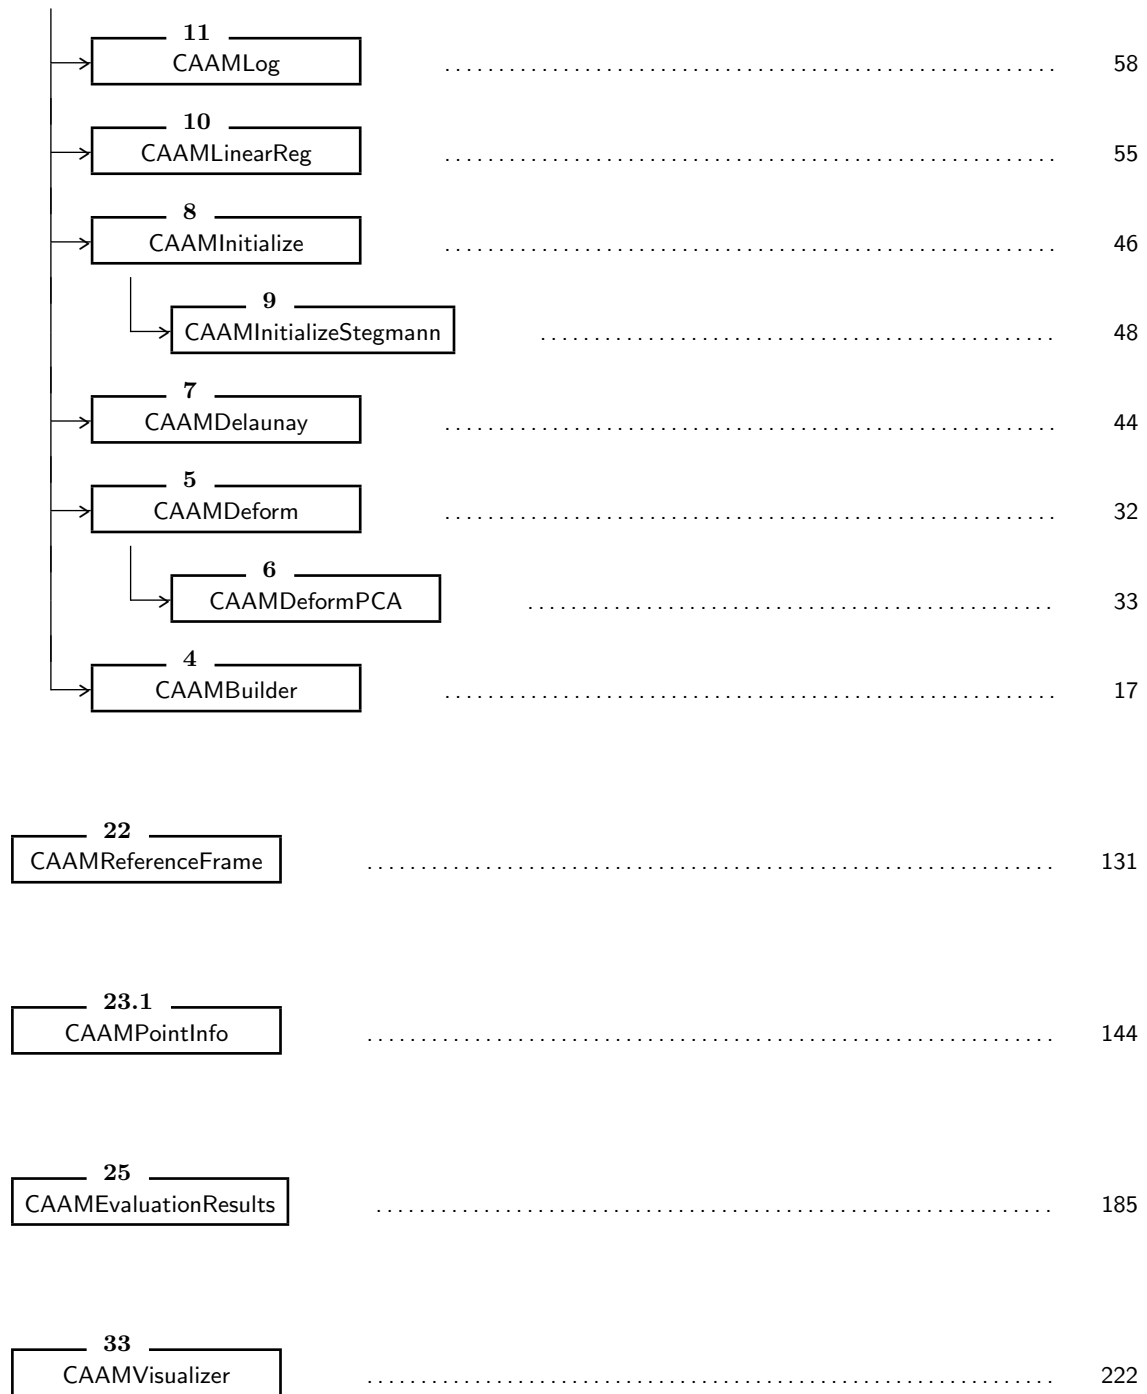 11
CAAMLog ........................................ 58
10
CAAMLinearReg ........................................ 55
8
CAAMInitialize ........................................ 46
9
CAAMInitializeStegmann ........................................ 48
7
CAAMDelaunay ........................................ 44
5
CAAMDeform ........................................ 32
6
CAAMDeformPCA ........................................ 33
4
CAAMBuilder ........................................ 17
22
CAAMReferenceFrame ........................................ 131
23.1
CAAMPointInfo ........................................ 144
25
CAAMEvaluationResults ........................................ 185
33
CAAMVisualizer ........................................ 222